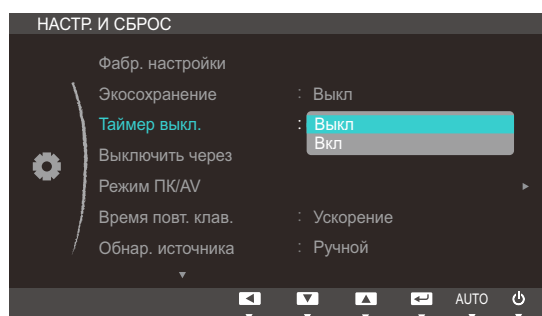 НАСТР. И СБРОС
Фабр. настройки
Экосохранение : Выкл
Таймер выкл. : Выкл
Вкл
Выключить через
Режим ПК/AV
Время повт. клав. : Ускорение
Обнар. источника : Ручной
AUTO